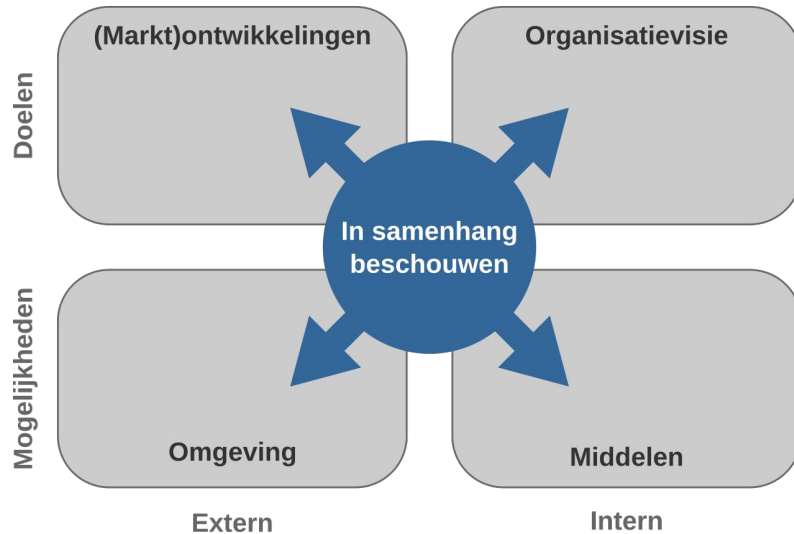 (Markt)ontwikkelingen
Organisatievisie
Doelen
In samenhang
beschouwen
Mogelijkheden
Omgeving
Middelen
Extern
Intern